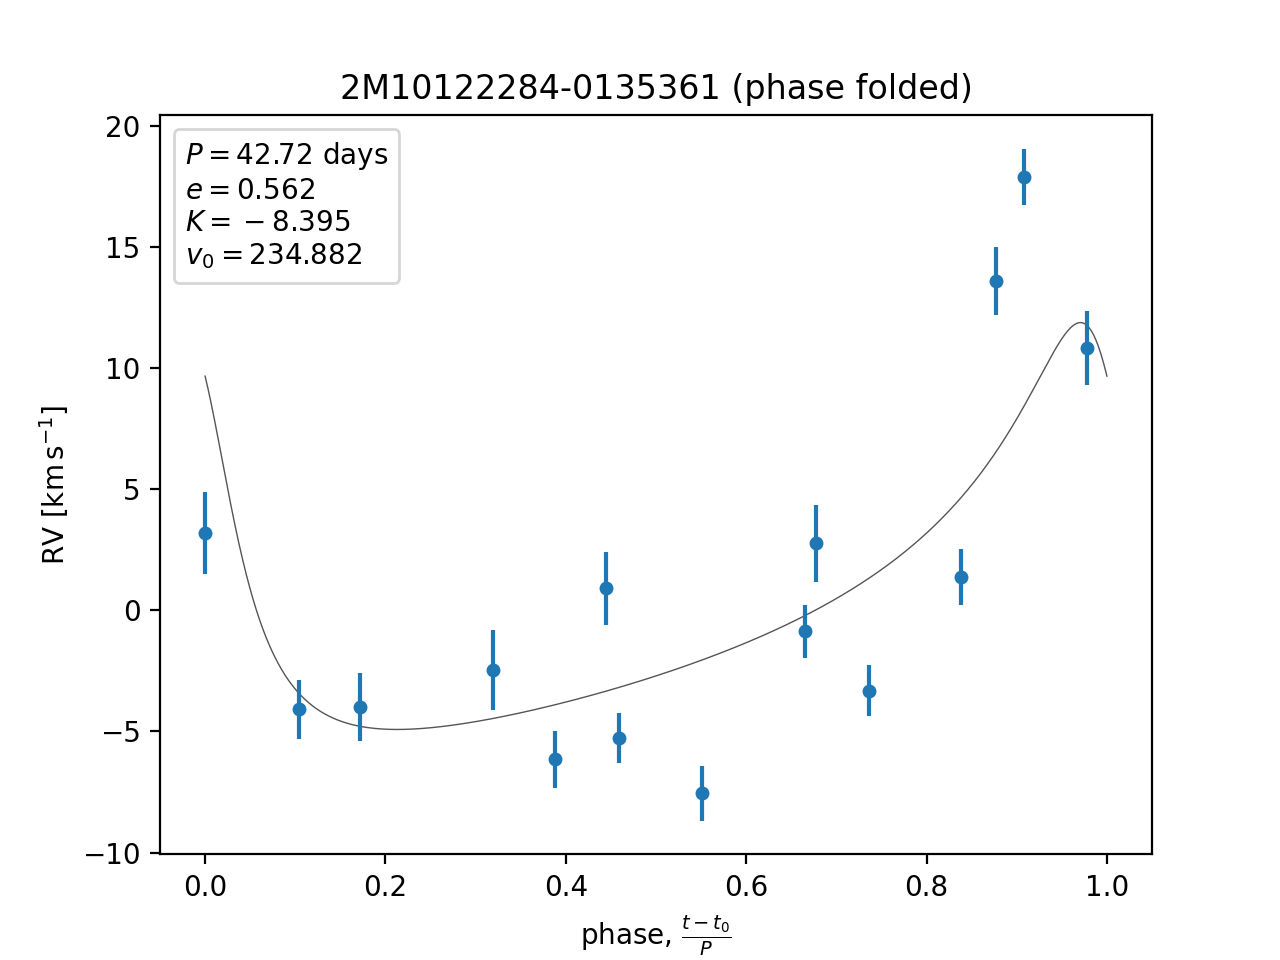 2M10122284-0135361 (phase folded)
P = 42.72 days
e = 0.562
K = −8.395
v₀ = 234.882
20
15
10
5
0
−5
−10
RV [km s⁻¹]
0.0 0.2 0.4 0.6 0.8 1.0
phase, (t − t₀)/P